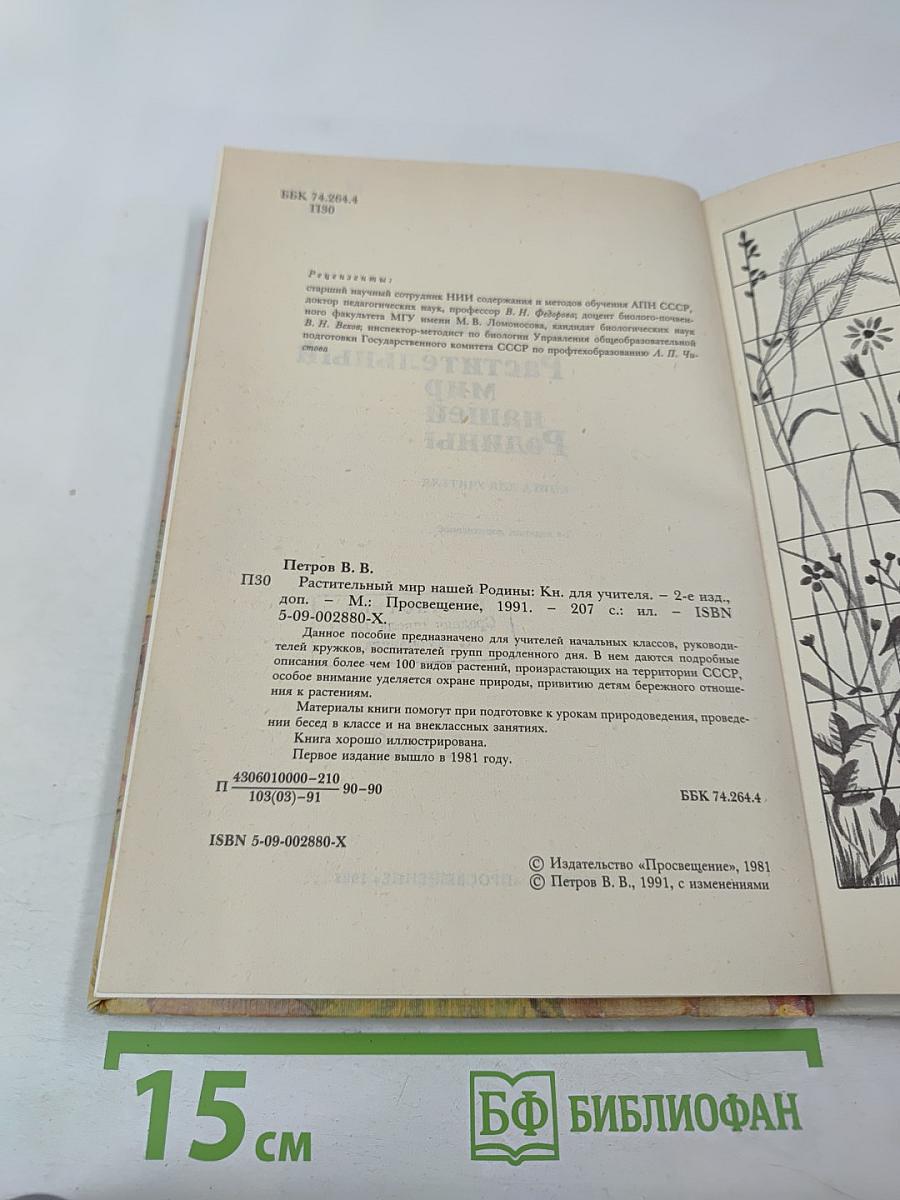 ББК 74.264.4
П30
Рецензенты:
старший научный сотрудник НИИ содержания и методов обучения АПН СССР,
доктор педагогических наук, профессор В. Н. Федорова; доцент биолого-почвен-
ного факультета МГУ имени М. В. Ломоносова, кандидат биологических наук
В. Н. Вехов; инспектор-методист по биологии Управления общеобразовательной
подготовки Государственного комитета СССР по профтехобразованию Л. П. Чи-
стова
Растительный
мир
нашей
Родины
Петров В. В.
П30 Растительный мир нашей Родины: Кн. для учителя. – 2-е изд.,
доп. – М.: Просвещение, 1991. – 207 с.: ил. – ISBN
5-09-002880-X.
Данное пособие предназначено для учителей начальных классов, руководи-
телей кружков, воспитателей групп продленного дня. В нем даются подробные
описания более чем 100 видов растений, произрастающих на территории СССР,
особое внимание уделяется охране природы, привитию детям бережного отноше-
ния к растениям.
Материалы книги помогут при подготовке к урокам природоведения, проведе-
нии бесед в классе и на внеклассных занятиях.
Книга хорошо иллюстрирована.
Первое издание вышло в 1981 году.
П 4306010000–210 90–90
103(03)–91
ББК 74.264.4
ISBN 5-09-002880-X
© Издательство «Просвещение», 1981
© Петров В. В., 1991, с изменениями
15 см
БФ БИБЛИОФАН